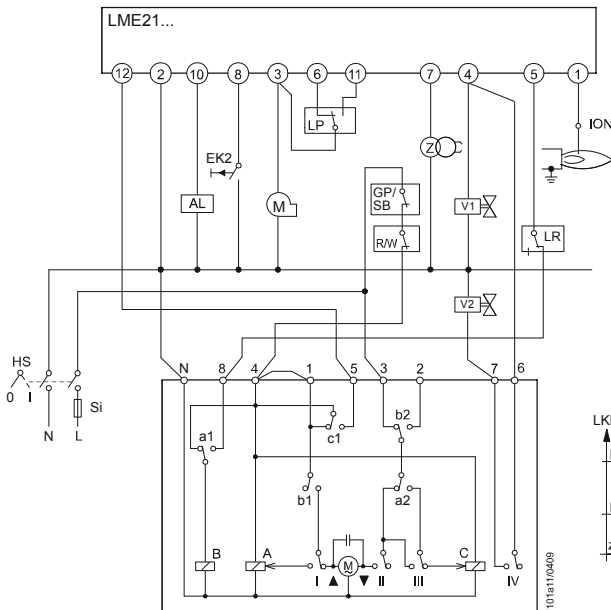 LME21...
12 2 10 8 3 6 11 7 4 5 1
LP
ION
EK2
Z
AL
M
GP/
SB
V1
R/W
LR
V2
HS
0 I
Si
N L
N 8 4 1 5 3 2 7 6
LK
c1
b2
a1
b1
a2
B A C
I M II III IV
101a11/0409